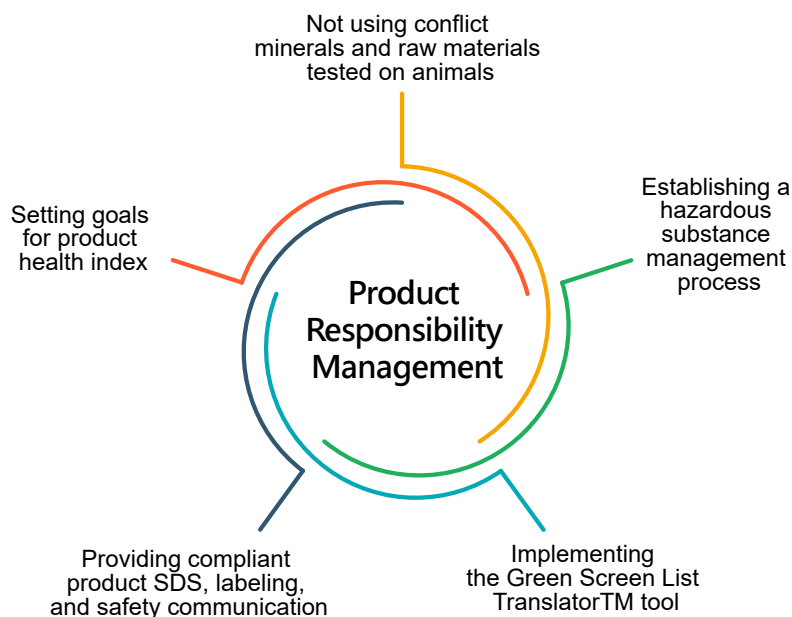 Not using conflict
minerals and raw materials
tested on animals
Establishing a
hazardous
substance
management
process
Setting goals
for product
health index
Product
Responsibility
Management
Providing compliant
product SDS, labeling,
and safety communication
Implementing
the Green Screen List
TranslatorTM tool